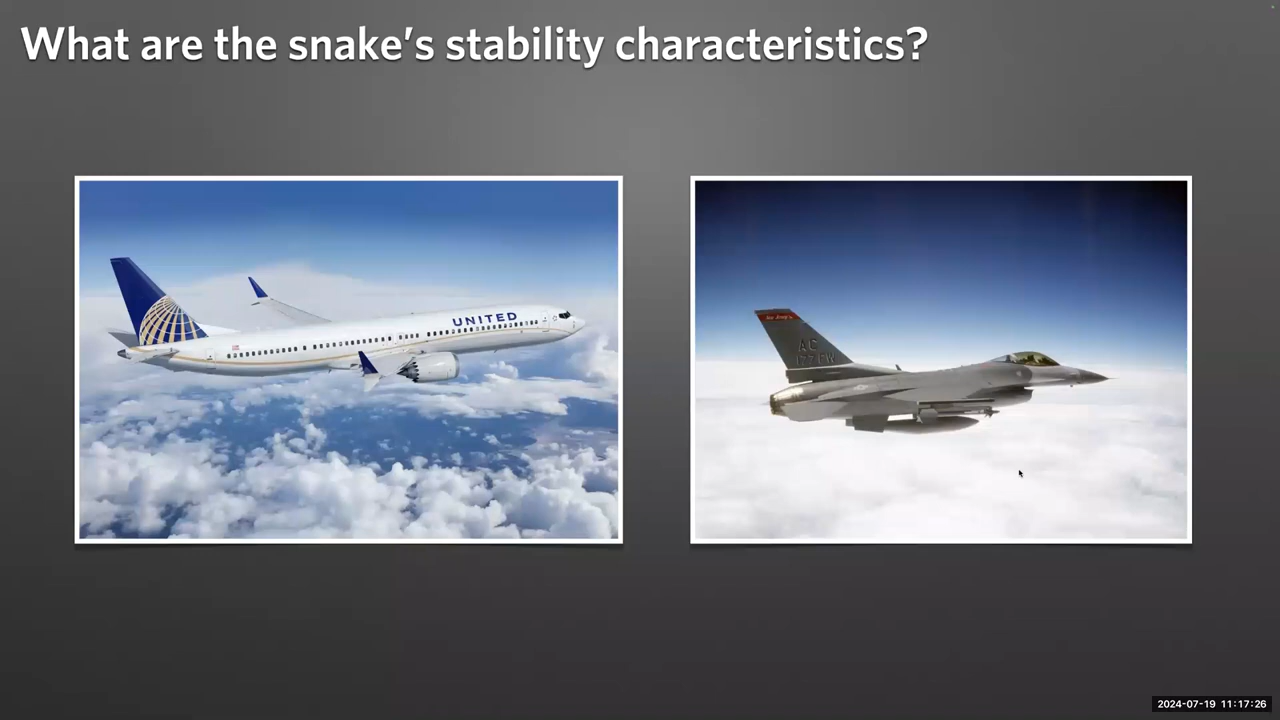 What are the snake's stability characteristics?
UNITED
AC
177FW
2024-07-19 11:17:26